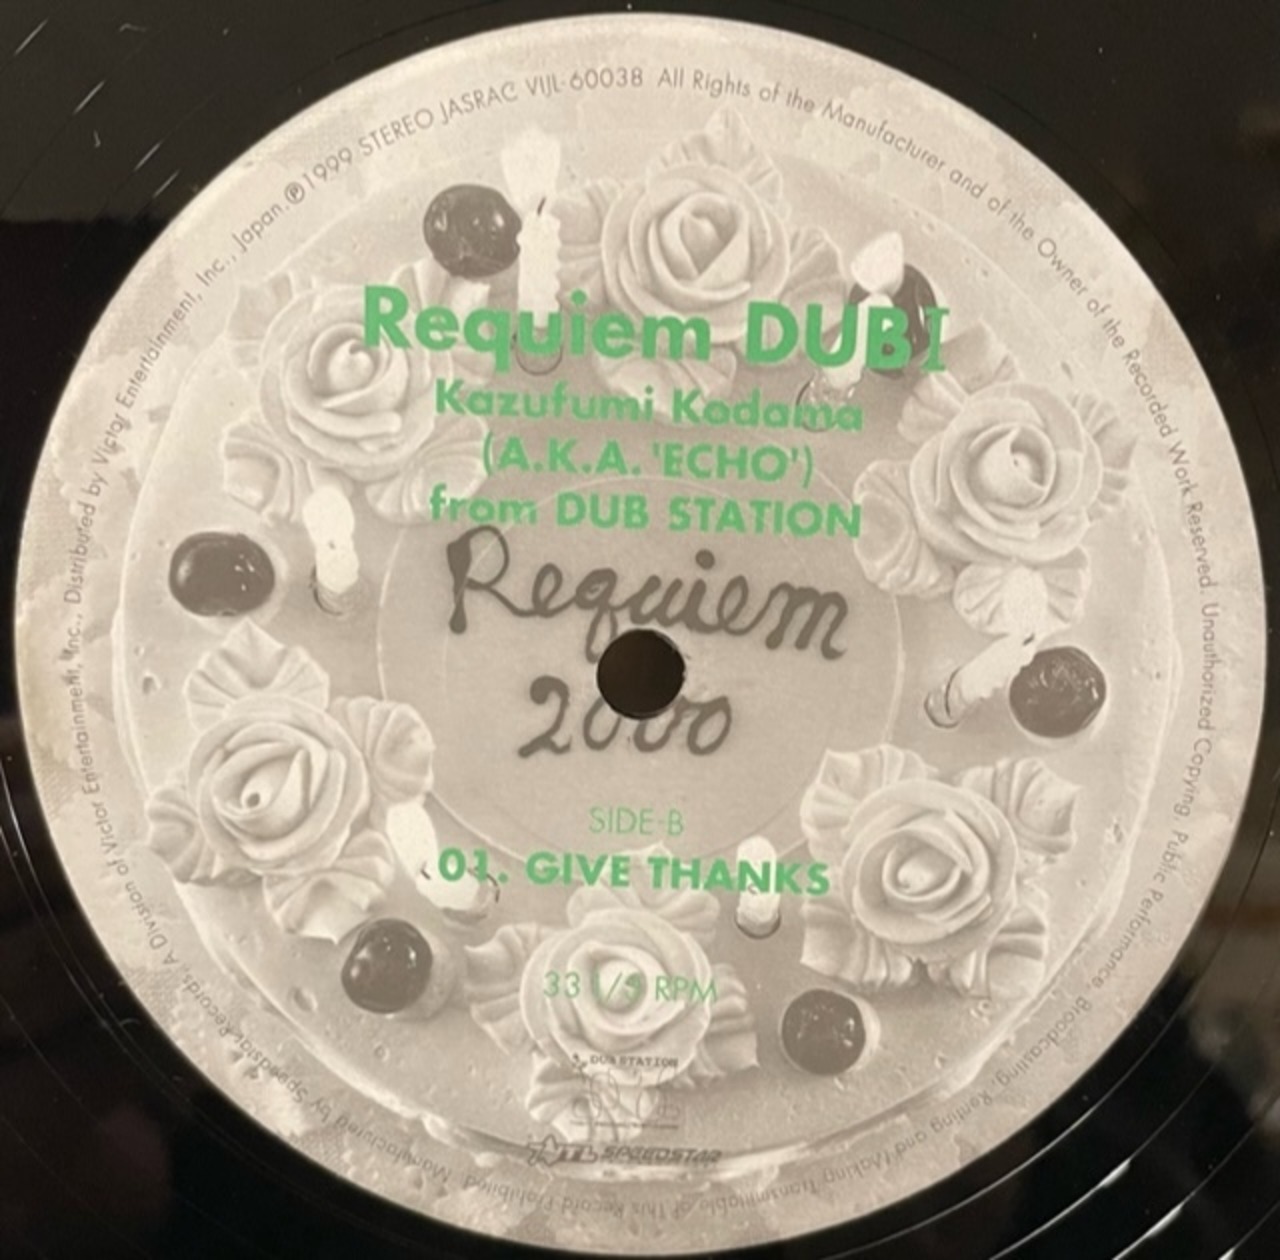 Requiem DUB I
Kazufumi Kodama
(A.K.A. 'ECHO')
from DUB STATION
Requiem
2000
SIDE-B
01. GIVE THANKS
33 1/3 RPM
DUB STATION
SPEEDSTAR
Manufactured by Speedstar Records, A Division of Victor Entertainment, Inc., Distributed by Victor Entertainment, Inc., Japan. ℗1999 STEREO JASRAC VIJL-60038 All Rights of the Manufacturer and of the Owner of the Recorded Work Reserved. Unauthorized Copying, Public Performance, Broadcasting, Renting and Making Transmittable of This Record Prohibited.